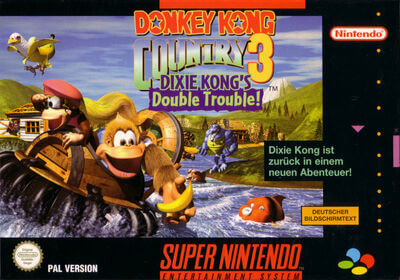 DONKEY KONG
COUNTRY 3
DIXIE KONG'S
TM
Double Trouble!
Nintendo
Dixie Kong ist
zurück in einem
neuen Abenteuer!
DEUTSCHER
BILDSCHIRMTEXT
PAL VERSION
SUPER NINTENDO
ENTERTAINMENT SYSTEM